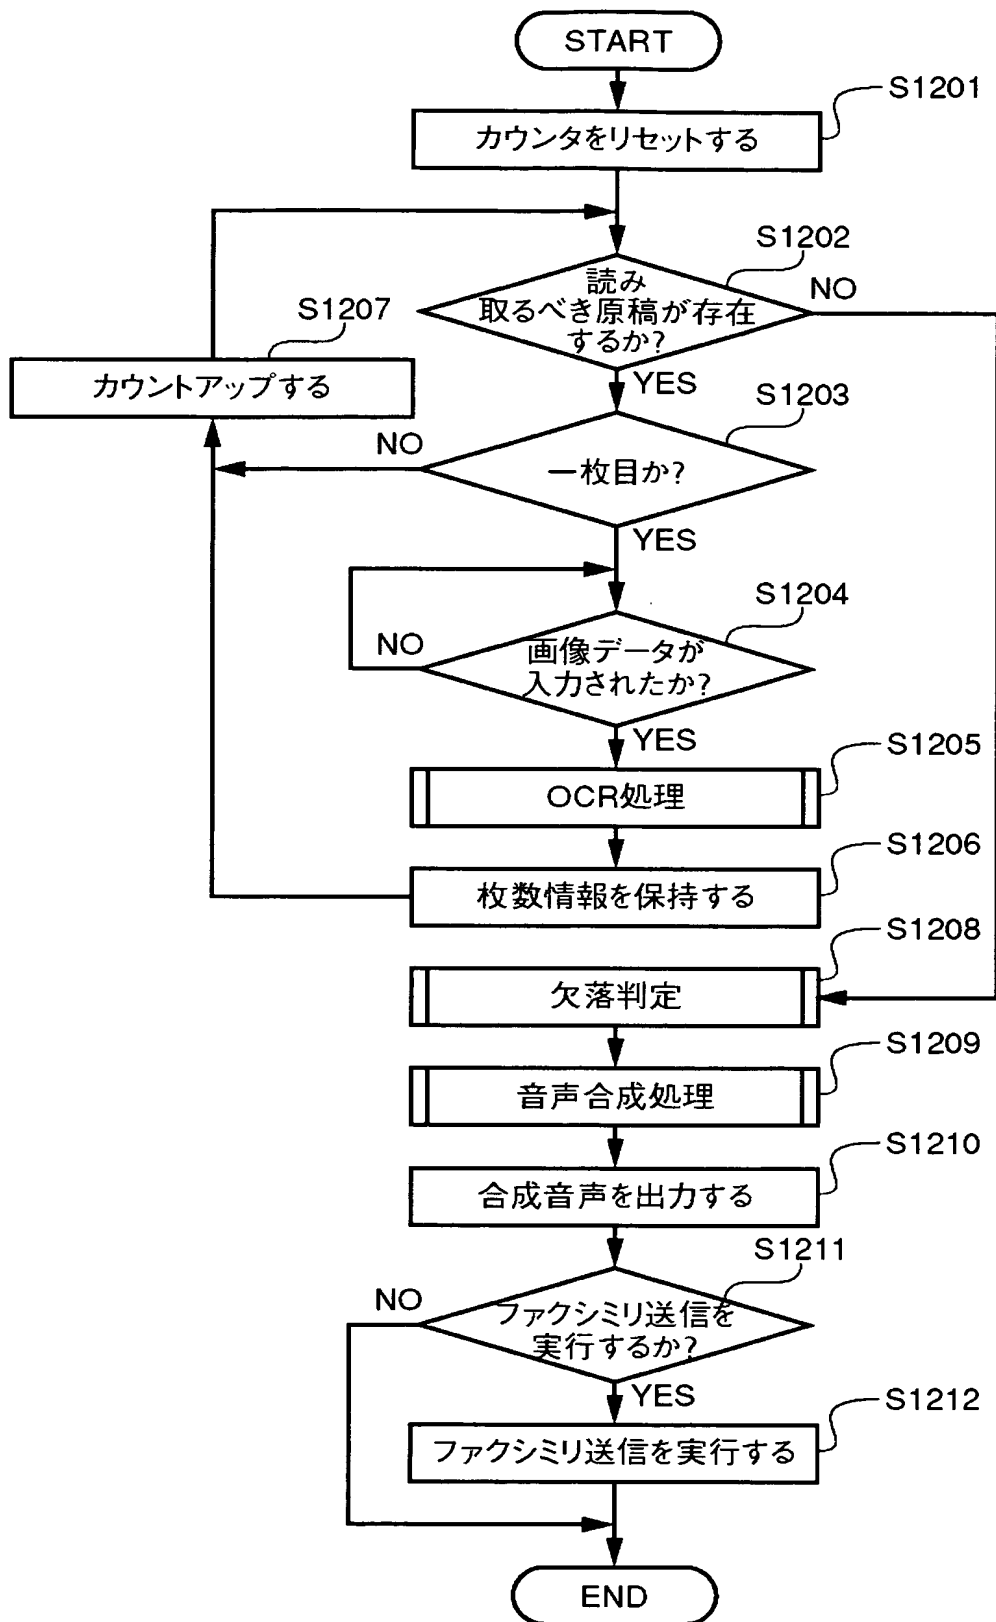 START
S1201
カウンタをリセットする
S1202
読み
取るべき原稿が存在
するか?
NO
YES
S1207
カウントアップする
S1203
NO
一枚目か?
YES
S1204
NO
画像データが
入力されたか?
YES
S1205
OCR処理
S1206
枚数情報を保持する
S1208
欠落判定
S1209
音声合成処理
S1210
合成音声を出力する
S1211
NO
ファクシミリ送信を
実行するか?
YES
S1212
ファクシミリ送信を実行する
END